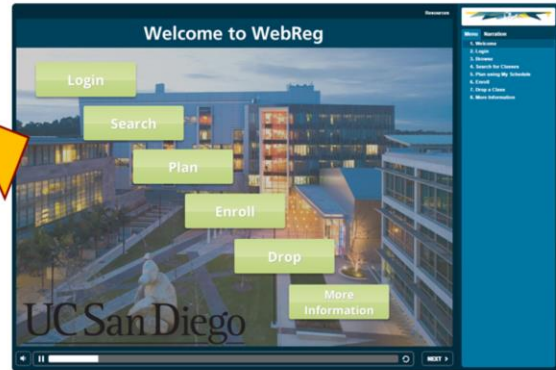 Resources
Welcome to WebReg
Login
Search
Plan
Enroll
Drop
More
Information
UC San Diego
NEXT >
Menu Narration
1. Welcome
2. Login
3. Browse
4. Search for Classes
5. Plan using My Schedule
6. Enroll
7. Drop a Class
8. More Information